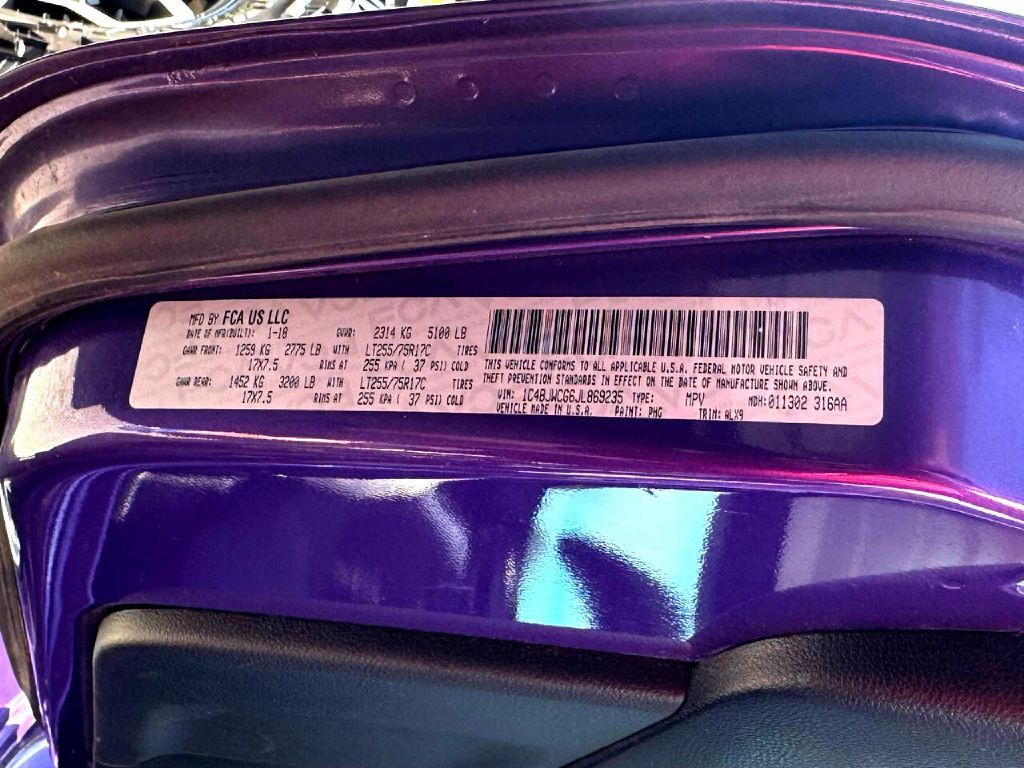 MFD BY FCA US LLC
DATE OF MFR(BUILT): 1-18 GVWR: 2314 KG 5100 LB
GAWR FRONT: 1259 KG 2775 LB WITH LT255/75R17C TIRES
17X7.5 RIMS AT 255 KPA ( 37 PSI) COLD
GAWR REAR: 1452 KG 3200 LB WITH LT255/75R17C TIRES
17X7.5 RIMS AT 255 KPA ( 37 PSI) COLD
THIS VEHICLE CONFORMS TO ALL APPLICABLE U.S.A. FEDERAL MOTOR VEHICLE SAFETY AND
THEFT PREVENTION STANDARDS IN EFFECT ON THE DATE OF MANUFACTURE SHOWN ABOVE.
VIN: 1C4BJWCG6JL869235 TYPE: MPV MDH:011302 316AA
VEHICLE MADE IN U.S.A. PAINT: PHG TRIM: ALX9